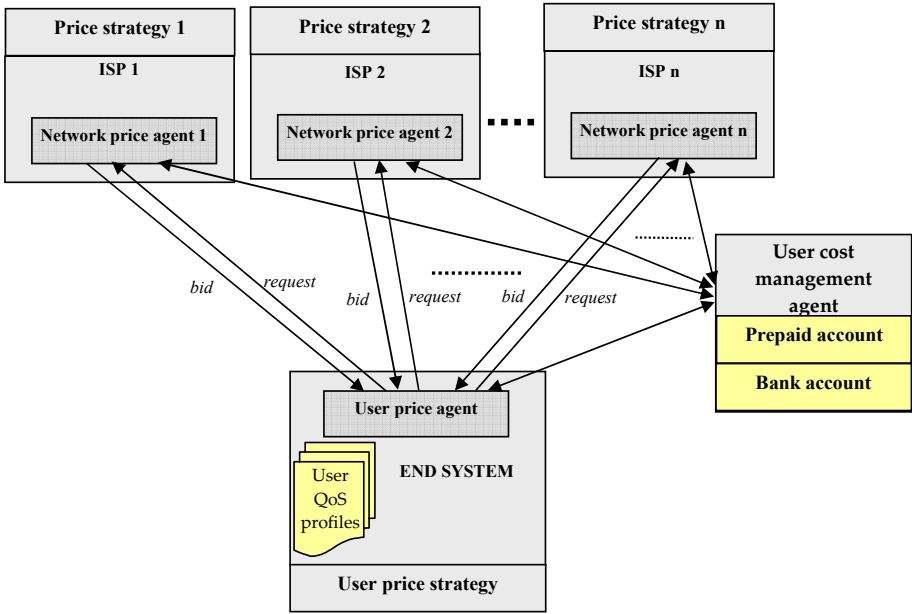 Price strategy 1
Price strategy 2
Price strategy n
ISP 1
ISP 2
ISP n
Network price agent 1
Network price agent 2
Network price agent n
bid
request
bid
request
bid
request
User cost
management
agent
Prepaid account
Bank account
User price agent
END SYSTEM
User
QoS
profiles
User price strategy